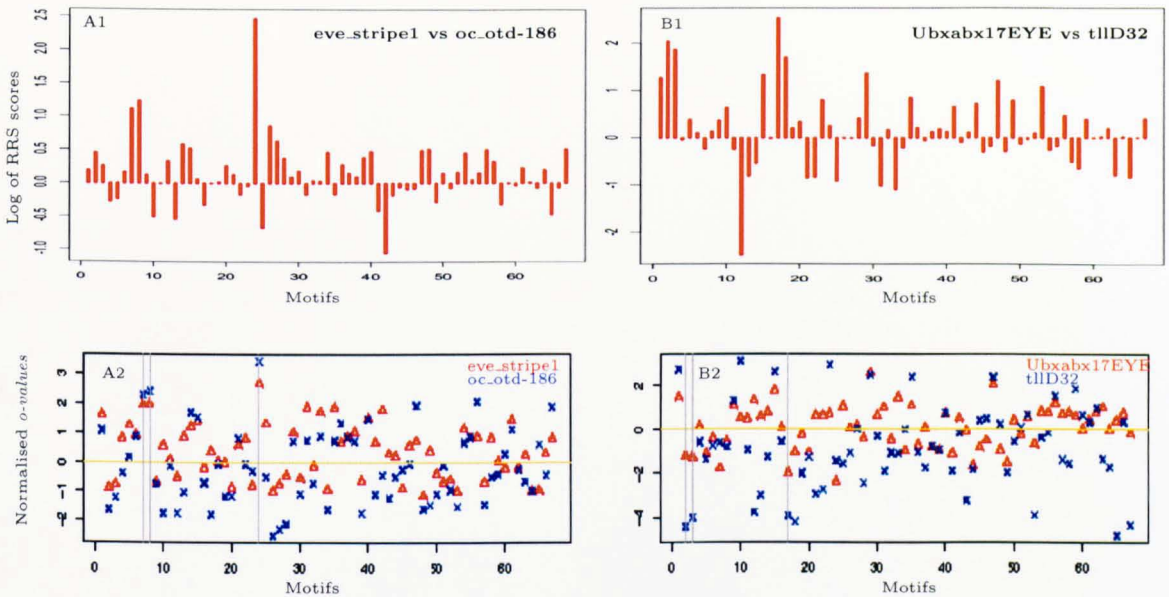 A1
eve_stripe1 vs oc_otd-186
Log of RRS scores
2.5
2.0
1.5
1.0
0.5
0.0
-0.5
-1.0
0 10 20 30 40 50 60
Motifs
B1
Ubxabx17EYE vs tllD32
2
1
0
-1
-2
0 10 20 30 40 50 60
Motifs
A2
eve_stripe1
oc_otd-186
Normalised o-values
3
2
1
0
-1
-2
0 10 20 30 40 50 60
Motifs
B2
Ubxabx17EYE
tllD32
2
0
-2
-4
0 10 20 30 40 50 60
Motifs